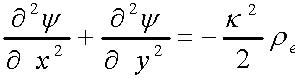 ∂²ψ/∂x² + ∂²ψ/∂y² = −(κ²/2) ρₑ